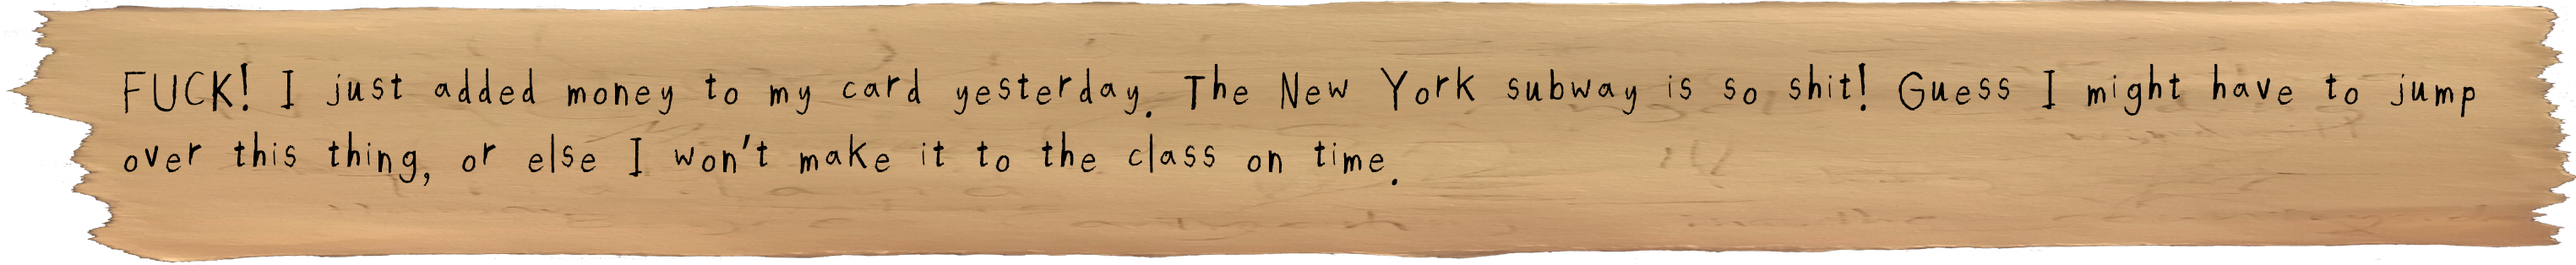 FUCK! I just added money to my card yesterday. The New York subway is so shit! Guess I might have to jump
over this thing, or else I won't make it to the class on time.